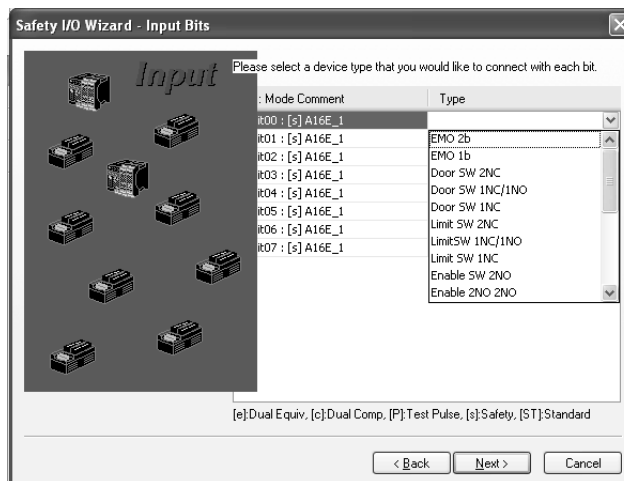 Safety I/O Wizard - Input Bits
Input
Please select a device type that you would like to connect with each bit.
: Mode Comment Type
it00 : [s] A16E_1
it01 : [s] A16E_1
it02 : [s] A16E_1
it03 : [s] A16E_1
it04 : [s] A16E_1
it05 : [s] A16E_1
it06 : [s] A16E_1
it07 : [s] A16E_1
EMO 2b
EMO 1b
Door SW 2NC
Door SW 1NC/1NO
Door SW 1NC
Limit SW 2NC
LimitSW 1NC/1NO
Limit SW 1NC
Enable SW 2NO
Enable 2NO 2NO
[e]:Dual Equiv, [c]:Dual Comp, [P]:Test Pulse, [s]:Safety, [ST]:Standard
< Back Next > Cancel